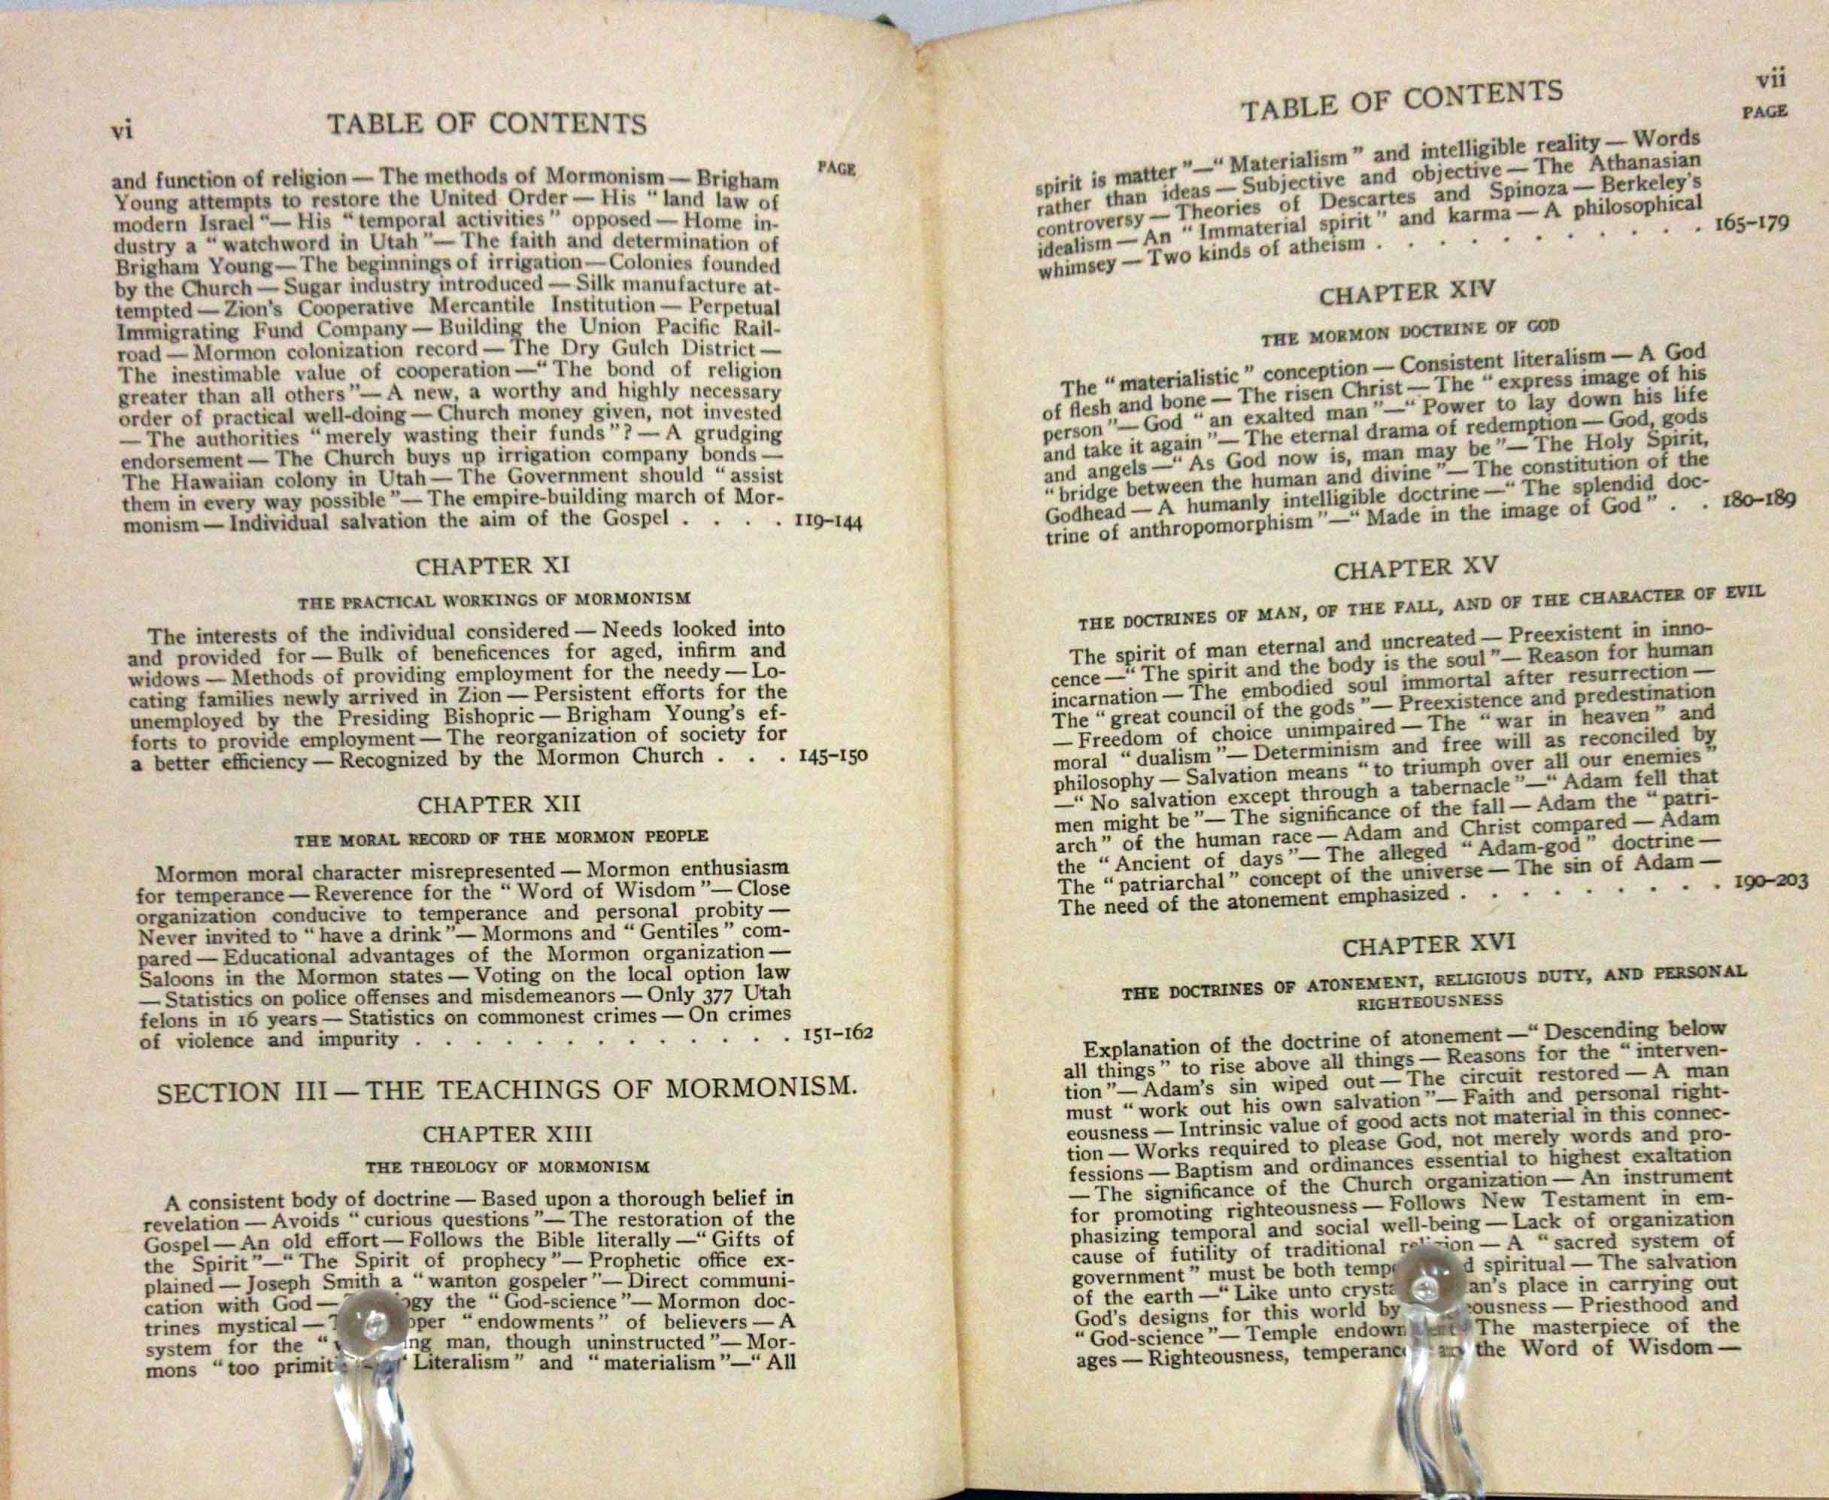 vi
TABLE OF CONTENTS
PAGE
and function of religion — The methods of Mormonism — Brigham
Young attempts to restore the United Order — His “ land law of
modern Israel “— His “ temporal activities ” opposed — Home in-
dustry a “ watchword in Utah ”— The faith and determination of
Brigham Young — The beginnings of irrigation — Colonies founded
by the Church — Sugar industry introduced — Silk manufacture at-
tempted — Zion's Cooperative Mercantile Institution — Perpetual
Immigrating Fund Company — Building the Union Pacific Rail-
road — Mormon colonization record — The Dry Gulch District —
The inestimable value of cooperation —“ The bond of religion
greater than all others ”— A new, a worthy and highly necessary
order of practical well-doing — Church money given, not invested
— The authorities “ merely wasting their funds ”? — A grudging
endorsement — The Church buys up irrigation company bonds —
The Hawaiian colony in Utah — The Government should “ assist
them in every way possible ”— The empire-building march of Mor-
monism — Individual salvation the aim of the Gospel . . . . 119–144
CHAPTER XI
THE PRACTICAL WORKINGS OF MORMONISM
The interests of the individual considered — Needs looked into
and provided for — Bulk of beneficences for aged, infirm and
widows — Methods of providing employment for the needy — Lo-
cating families newly arrived in Zion — Persistent efforts for the
unemployed by the Presiding Bishopric — Brigham Young's ef-
forts to provide employment — The reorganization of society for
a better efficiency — Recognized by the Mormon Church . . . 145–150
CHAPTER XII
THE MORAL RECORD OF THE MORMON PEOPLE
Mormon moral character misrepresented — Mormon enthusiasm
for temperance — Reverence for the “ Word of Wisdom ”— Close
organization conducive to temperance and personal probity —
Never invited to “ have a drink ”— Mormons and “ Gentiles ” com-
pared — Educational advantages of the Mormon organization —
Saloons in the Mormon states — Voting on the local option law
— Statistics on police offenses and misdemeanors — Only 377 Utah
felons in 16 years — Statistics on commonest crimes — On crimes
of violence and impurity . . . . . . . . . . . . . 151–162
SECTION III — THE TEACHINGS OF MORMONISM.
CHAPTER XIII
THE THEOLOGY OF MORMONISM
A consistent body of doctrine — Based upon a thorough belief in
revelation — Avoids “ curious questions ”— The restoration of the
Gospel — An old effort — Follows the Bible literally —“ Gifts of
the Spirit ”—“ The Spirit of prophecy ”— Prophetic office ex-
plained — Joseph Smith a “ wanton gospeler ”— Direct communi-
cation with God — the “ God-science ”— Mormon doc-
trines mystical — “ endowments ” of believers — A
system for the “ man, though uninstructed ”— Mor-
mons “ too “ Literalism ” and “ materialism ”—“ All
vii
TABLE OF CONTENTS
PAGE
spirit is matter ”—“ Materialism ” and intelligible reality — Words
rather than ideas — Subjective and objective — The Athanasian
controversy — Theories of Descartes and Spinoza — Berkeley's
idealism — An “ Immaterial spirit ” and karma — A philosophical
whimsey — Two kinds of atheism . . . . . . . . . . . 165–179
CHAPTER XIV
THE MORMON DOCTRINE OF GOD
The “ materialistic ” conception — Consistent literalism — A God
of flesh and bone — The risen Christ — The “ express image of his
person ”— God “ an exalted man ”—“ Power to lay down his life
and take it again ”— The eternal drama of redemption — God, gods
and angels —“ As God now is, man may be ”— The Holy Spirit,
“ bridge between the human and divine ”— The constitution of the
Godhead — A humanly intelligible doctrine —“ The splendid doc-
trine of anthropomorphism ”—“ Made in the image of God ” . . 180–189
CHAPTER XV
THE DOCTRINES OF MAN, OF THE FALL, AND OF THE CHARACTER OF EVIL
The spirit of man eternal and uncreated — Preexistent in inno-
cence —“ The spirit and the body is the soul ”— Reason for human
incarnation — The embodied soul immortal after resurrection —
The “ great council of the gods ”— Preexistence and predestination
— Freedom of choice unimpaired — The “ war in heaven ” and
moral “ dualism ”— Determinism and free will as reconciled by
philosophy — Salvation means “ to triumph over all our enemies ”
—“ No salvation except through a tabernacle ”—“ Adam fell that
men might be ”— The significance of the fall — Adam the “ patri-
arch ” of the human race — Adam and Christ compared — Adam
the “ Ancient of days ”— The alleged “ Adam-god ” doctrine —
The “ patriarchal ” concept of the universe — The sin of Adam —
The need of the atonement emphasized . . . . . . . . . 190–203
CHAPTER XVI
THE DOCTRINES OF ATONEMENT, RELIGIOUS DUTY, AND PERSONAL
RIGHTEOUSNESS
Explanation of the doctrine of atonement —“ Descending below
all things ” to rise above all things — Reasons for the “ interven-
tion ”— Adam's sin wiped out — The circuit restored — A man
must “ work out his own salvation ”— Faith and personal right-
eousness — Intrinsic value of good acts not material in this connec-
tion — Works required to please God, not merely words and pro-
fessions — Baptism and ordinances essential to highest exaltation
— The significance of the Church organization — An instrument
for promoting righteousness — Follows New Testament in em-
phasizing temporal and social well-being — Lack of organization
cause of futility of traditional religion — A “ sacred system of
government ” must be both spiritual — The salvation
of the earth —“ Like unto place in carrying out
God's designs for this world by — Priesthood and
“ God-science ”— Temple The masterpiece of the
ages — Righteousness, temperance the Word of Wisdom —